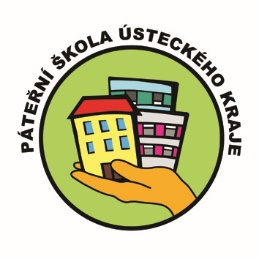 PÁTEŘNÍ ŠKOLA ÚSTECKÉHO KRAJE